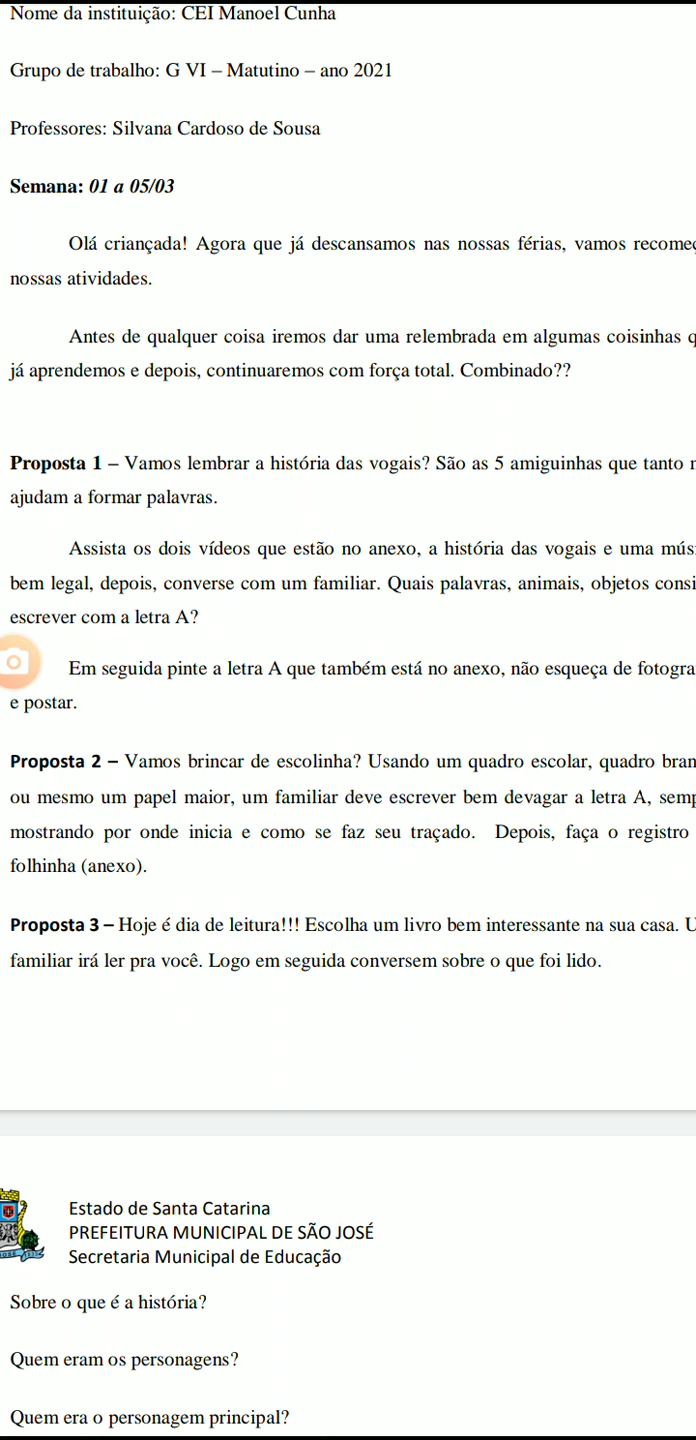 Nome da instituição: CEI Manoel Cunha
Grupo de trabalho: G VI – Matutino – ano 2021
Professores: Silvana Cardoso de Sousa
Semana: 01 a 05/03
Olá criançada! Agora que já descansamos nas nossas férias, vamos
nossas atividades.
Antes de qualquer coisa iremos dar uma relembrada em algumas coisinhas
já aprendemos e depois, continuaremos com força total. Combinado??
Proposta 1 – Vamos lembrar a história das vogais? São as 5 amiguinhas que tanto
ajudam a formar palavras.
Assista os dois vídeos que estão no anexo, a história das vogais e uma
bem legal, depois, converse com um familiar. Quais palavras, animais, objetos
escrever com a letra A?
Em seguida pinte a letra A que também está no anexo, não esqueça de
e postar.
Proposta 2 – Vamos brincar de escolinha? Usando um quadro escolar, quadro
ou mesmo um papel maior, um familiar deve escrever bem devagar a letra A,
mostrando por onde inicia e como se faz seu traçado. Depois, faça o registro
folhinha (anexo).
Proposta 3 – Hoje é dia de leitura!!! Escolha um livro bem interessante na sua casa.
familiar irá ler pra você. Logo em seguida conversem sobre o que foi lido.
Estado de Santa Catarina
PREFEITURA MUNICIPAL DE SÃO JOSÉ
Secretaria Municipal de Educação
Sobre o que é a história?
Quem eram os personagens?
Quem era o personagem principal?